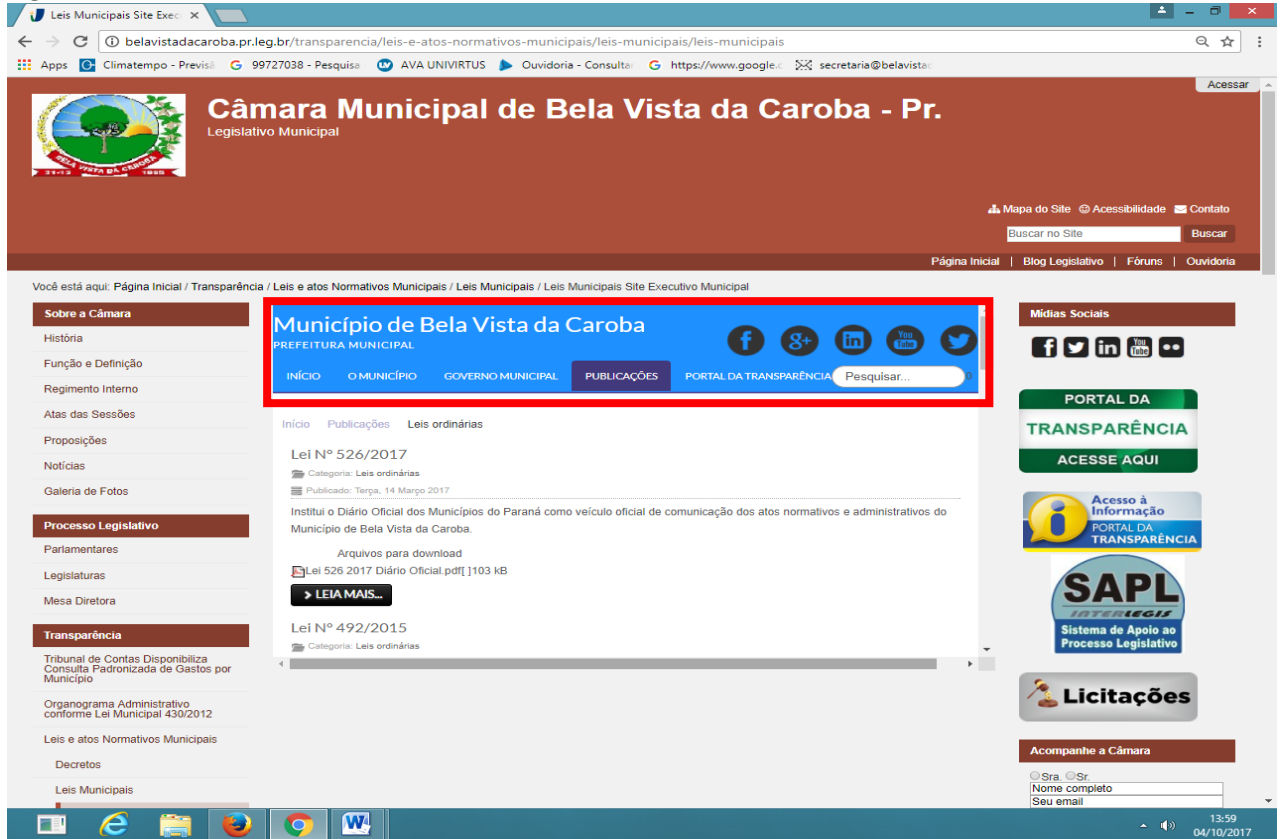 Leis Municipais Site Exec
belavistadacaroba.pr.leg.br/transparencia/leis-e-atos-normativos-municipais/leis-municipais/leis-municipais
Apps Climatempo - Previsã 99727038 - Pesquisa AVA UNIVIRTUS Ouvidoria - Consulta https://www.google.c secretaria@belavistac
Acessar
Câmara Municipal de Bela Vista da Caroba - Pr.
Legislativo Municipal
BELA VISTA DA CAROBA
Mapa do Site Acessibilidade Contato
Buscar no Site Buscar
Página Inicial | Blog Legislativo | Fóruns | Ouvidoria
Você está aqui: Página Inicial / Transparência / Leis e atos Normativos Municipais / Leis Municipais / Leis Municipais Site Executivo Municipal
Sobre a Câmara
História
Função e Definição
Regimento Interno
Atas das Sessões
Proposições
Notícias
Galeria de Fotos
Processo Legislativo
Parlamentares
Legislaturas
Mesa Diretora
Transparência
Tribunal de Contas Disponibiliza
Consulta Padronizada de Gastos por
Município
Organograma Administrativo
conforme Lei Municipal 430/2012
Leis e atos Normativos Municipais
Decretos
Leis Municipais
Município de Bela Vista da Caroba
PREFEITURA MUNICIPAL
f 8+ in You Tube
INÍCIO O MUNICÍPIO GOVERNO MUNICIPAL PUBLICAÇÕES PORTAL DA TRANSPARÊNCIA Pesquisar...
Início Publicações Leis ordinárias
Lei N° 526/2017
Categoria: Leis ordinárias
Publicado: Terça, 14 Março 2017
Institui o Diário Oficial dos Municípios do Paraná como veículo oficial de comunicação dos atos normativos e administrativos do
Município de Bela Vista da Caroba.
Arquivos para download
Lei 526 2017 Diário Oficial.pdf[ ]103 kB
> LEIA MAIS...
Lei N° 492/2015
Categoria: Leis ordinárias
Mídias Sociais
f in You Tube
PORTAL DA
TRANSPARÊNCIA
ACESSE AQUI
Acesso à
Informação
PORTAL DA
TRANSPARÊNCIA
SAPL
INTERLEGIS
Sistema de Apoio ao
Processo Legislativo
Licitações
Acompanhe a Câmara
Sra. Sr.
Nome completo
Seu email
13:59
04/10/2017